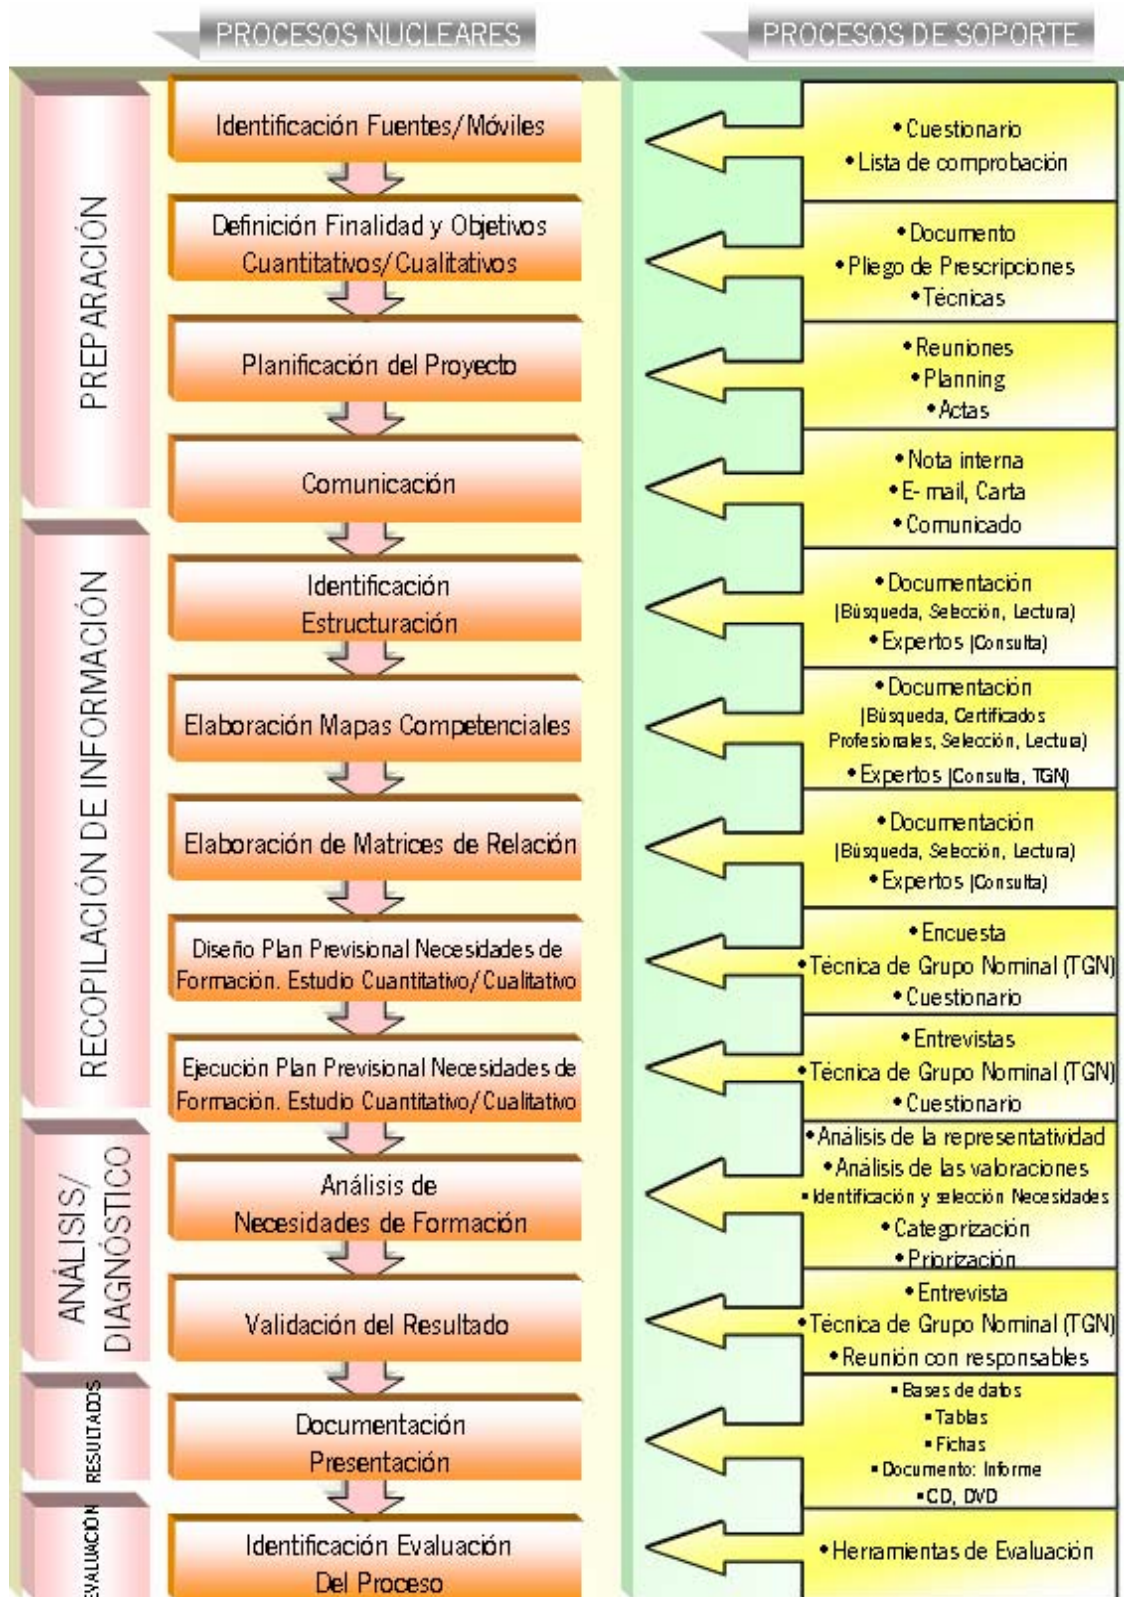 PROCESOS NUCLEARES
PROCESOS DE SOPORTE
PREPARACIÓN
Identificación Fuentes/Móviles
• Cuestionario
• Lista de comprobación
Definición Finalidad y Objetivos
Cuantitativos/Cualitativos
• Documento
• Pliego de Prescripciones
• Técnicas
Planificación del Proyecto
• Reuniones
• Planning
• Actas
Comunicación
• Nota interna
• E- mail, Carta
• Comunicado
RECOPILACIÓN DE INFORMACIÓN
Identificación
Estructuración
• Documentación
(Búsqueda, Selección, Lectura)
• Expertos (Consulta)
Elaboración Mapas Competenciales
• Documentación
(Búsqueda, Certificados
Profesionales, Selección, Lectura)
• Expertos (Consulta, TGN)
Elaboración de Matrices de Relación
• Documentación
(Búsqueda, Selección, Lectura)
• Expertos (Consulta)
Diseño Plan Previsional Necesidades de
Formación. Estudio Cuantitativo/Cualitativo
• Encuesta
• Técnica de Grupo Nominal (TGN)
• Cuestionario
Ejecución Plan Previsional Necesidades de
Formación. Estudio Cuantitativo/Cualitativo
• Entrevistas
• Técnica de Grupo Nominal (TGN)
• Cuestionario
ANÁLISIS/
DIAGNÓSTICO
Análisis de
Necesidades de Formación
• Análisis de la representatividad
• Análisis de las valoraciones
• Identificación y selección Necesidades
• Categorización
• Priorización
Validación del Resultado
• Entrevista
• Técnica de Grupo Nominal (TGN)
• Reunión con responsables
RESULTADOS
Documentación
Presentación
• Bases de datos
• Tablas
• Fichas
• Documento: Informe
• CD, DVD
EVALUACIÓN
Identificación Evaluación
Del Proceso
• Herramientas de Evaluación